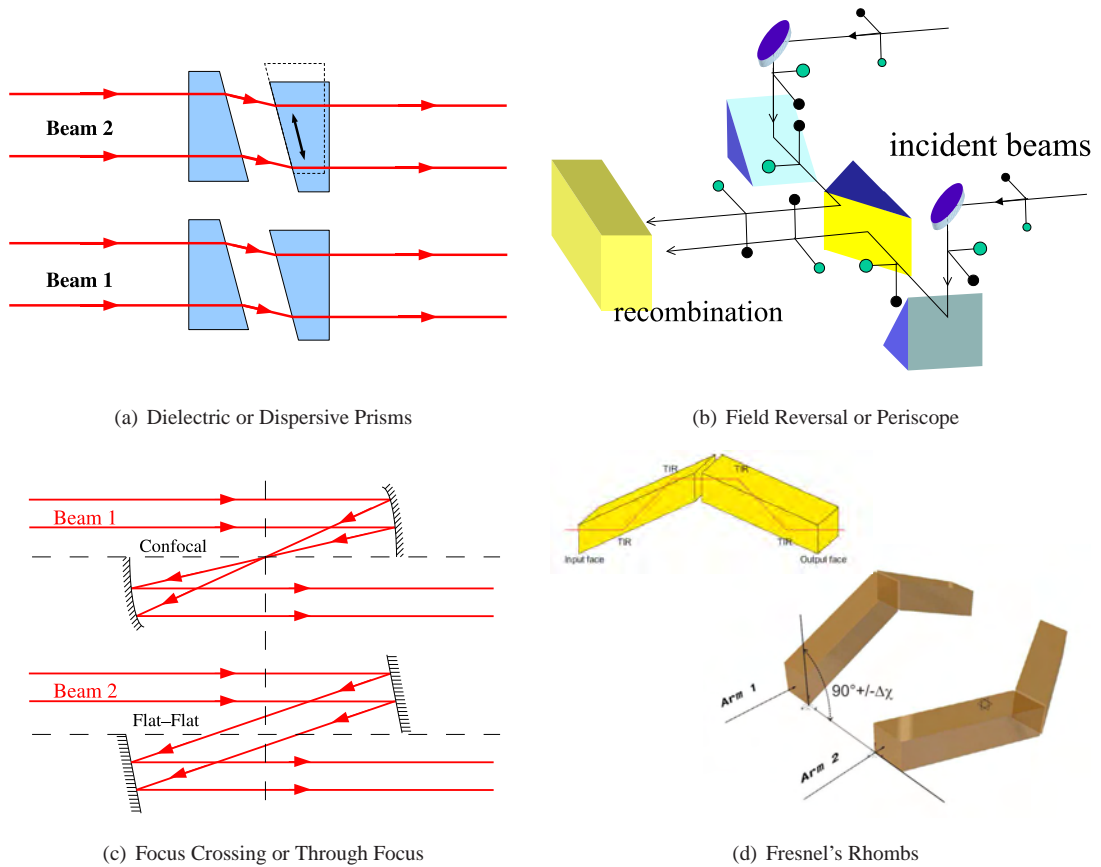 Beam 2
Beam 1
(a) Dielectric or Dispersive Prisms
incident beams
recombination
(b) Field Reversal or Periscope
Beam 1
Confocal
Beam 2
Flat–Flat
(c) Focus Crossing or Through Focus
TIR
TIR
TIR
TIR
Input face
Output face
Arm 1
90°+/-Δχ
Arm 2
(d) Fresnel's Rhombs